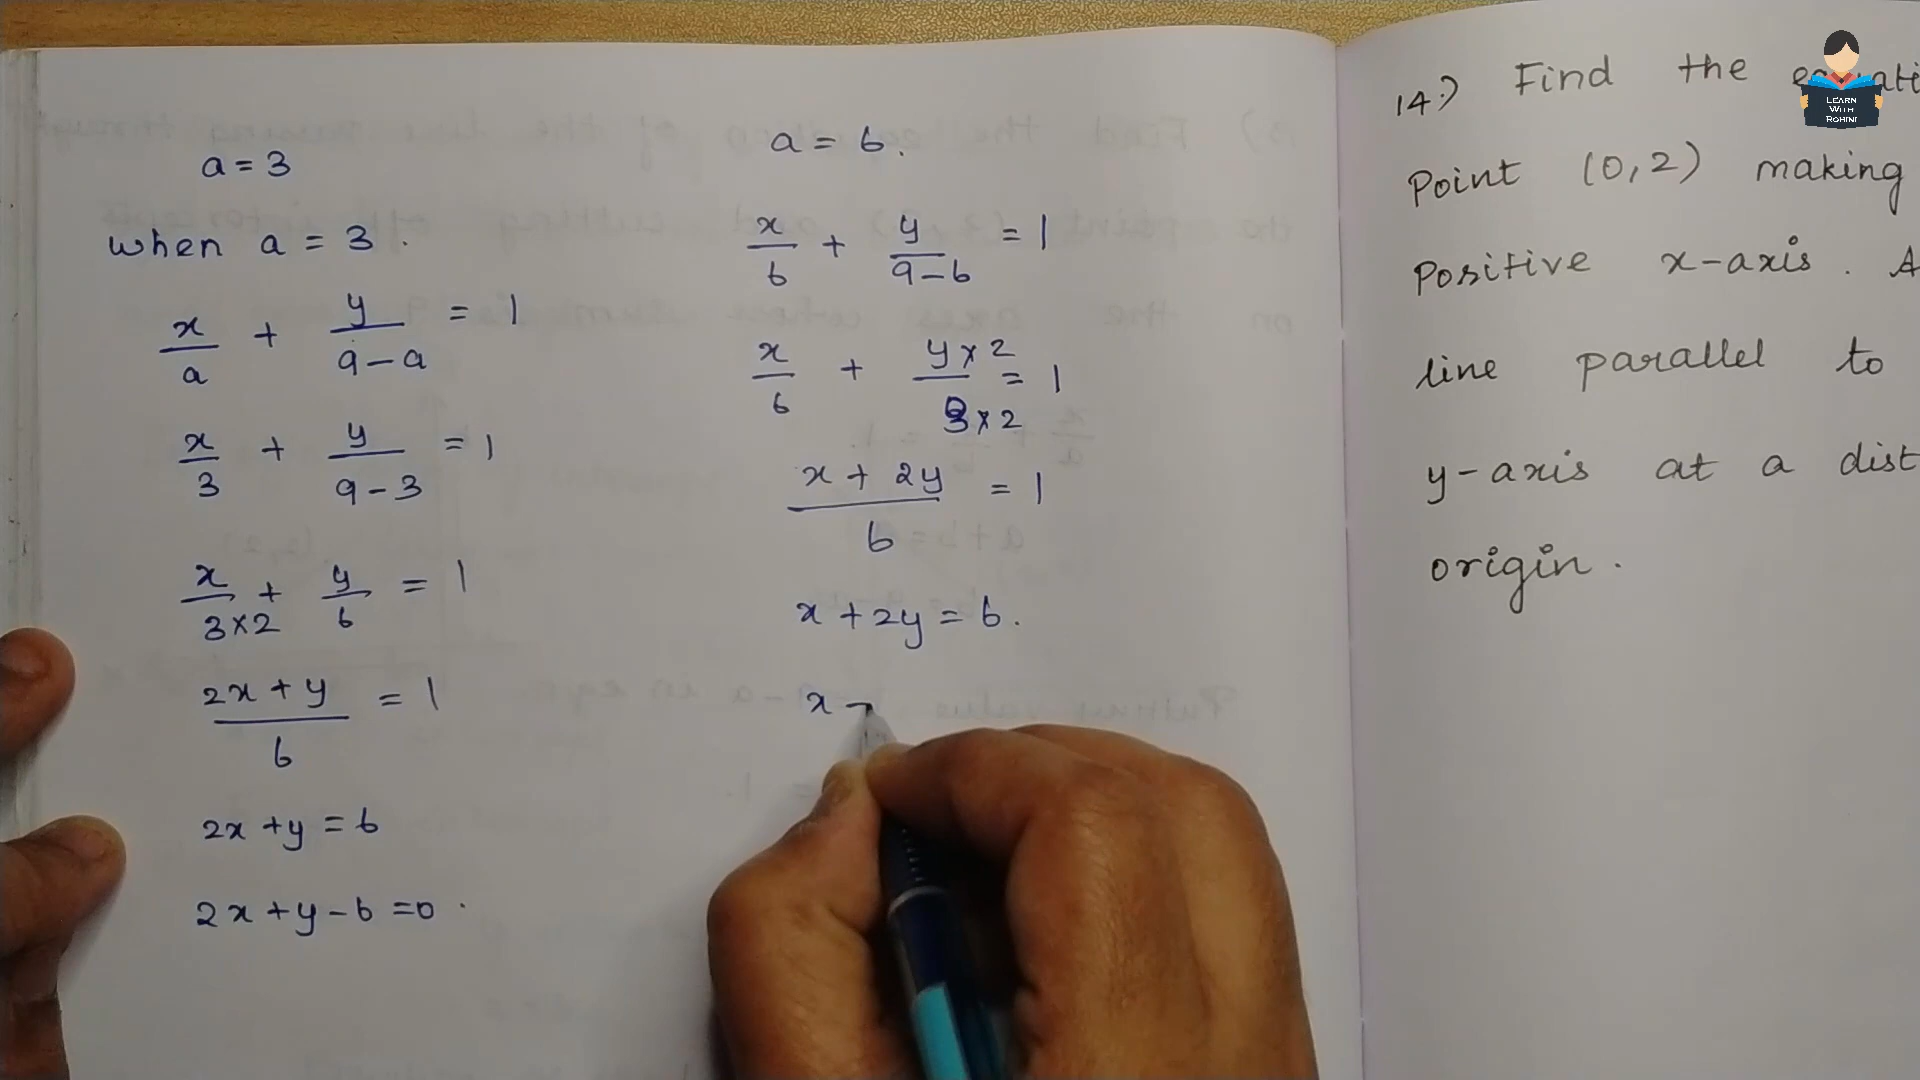 a = 3
when a = 3.
x/a + y/9-a = 1
x/3 + y/9-3 = 1
x/3×2 + y/6 = 1
2x + y/6 = 1
2x + y = 6
2x + y - 6 = 0.
a = 6.
x/6 + y/9-6 = 1
x/6 + y×2/3×2 = 1
x + 2y/6 = 1
x + 2y = 6.
x
14.) Find the
Point (0,2) making
Positive x-axis.
line parallel to
y-axis at a dist
origin.
LEARN
WITH
ROHINI